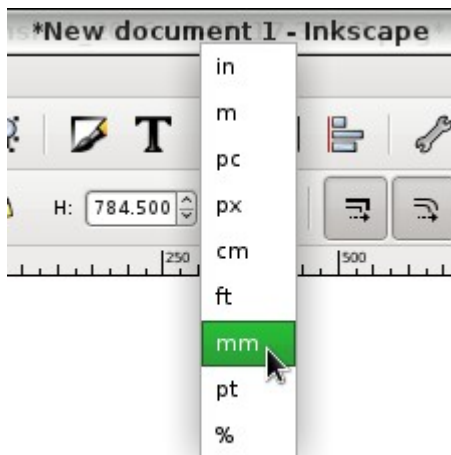 *New document 1 - Inkscape
in
m
pc
H: 784.500
px
cm
250
500
ft
mm
pt
%